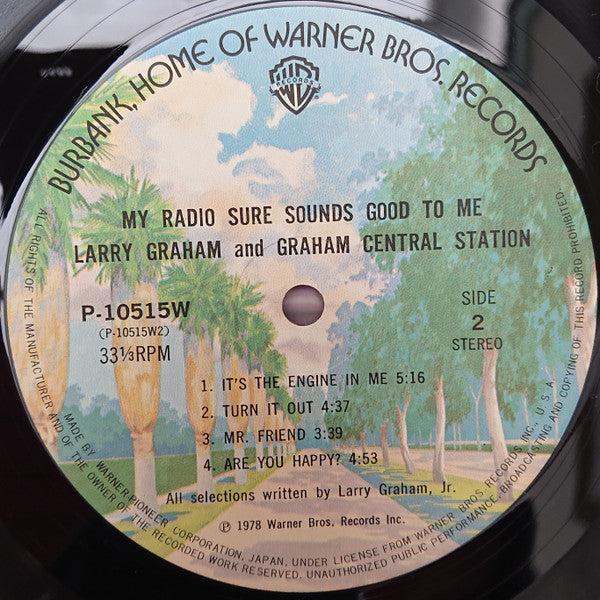 BURBANK, HOME OF WARNER BROS. RECORDS
RECORDS
®
MY RADIO SURE SOUNDS GOOD TO ME
LARRY GRAHAM and GRAHAM CENTRAL STATION
P-10515W
(P-10515W2)
33⅓RPM
SIDE
2
STEREO
1. IT'S THE ENGINE IN ME 5:16
2. TURN IT OUT 4:37
3. MR. FRIEND 3:39
4. ARE YOU HAPPY? 4:53
All selections written by Larry Graham, Jr.
℗ 1978 Warner Bros. Records Inc.
MADE BY WARNER-PIONEER CORPORATION, JAPAN, UNDER LICENSE FROM WARNER BROS. RECORDS INC., U.S.A.
ALL RIGHTS OF THE MANUFACTURER AND OF THE OWNER OF THE RECORDED WORK RESERVED. UNAUTHORIZED PUBLIC PERFORMANCE, BROADCASTING AND COPYING OF THIS RECORD PROHIBITED.